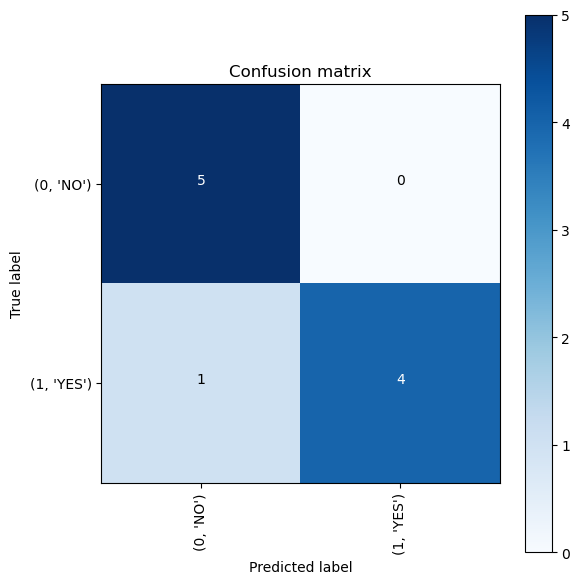 Confusion matrix
True label
(0, 'NO')
(1, 'YES')
5
0
1
4
(0, 'NO')
(1, 'YES')
Predicted label
5
4
3
2
1
0